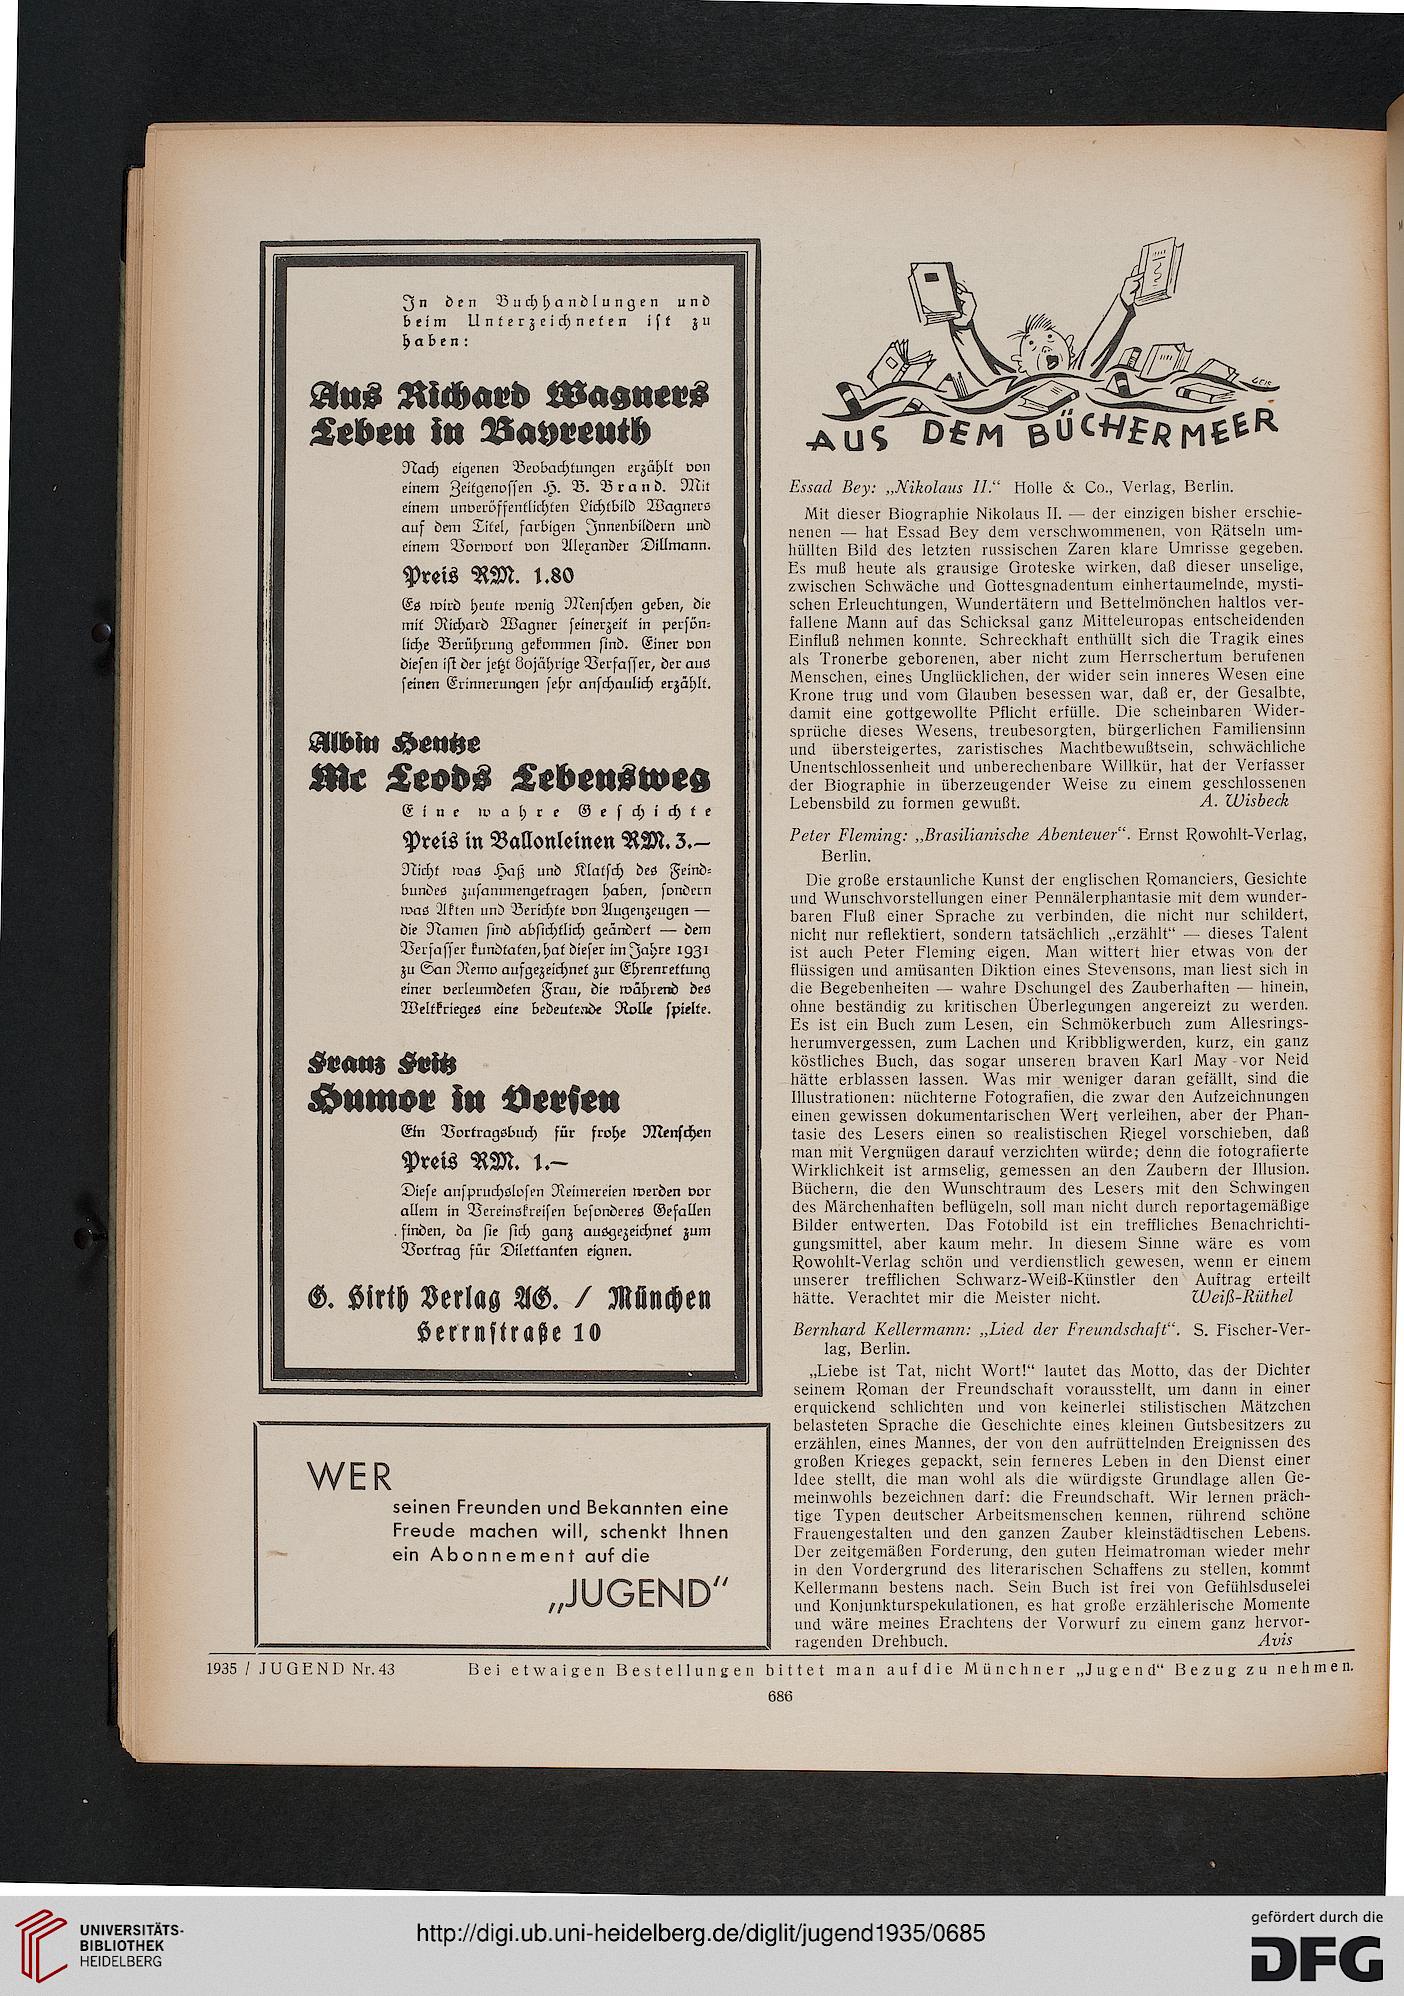 In den Buchhandlungen und
beim Unterzeichneten ist zu
haben:
Aus Richard Wagners
Leben in Bayreuth
Nach eigenen Beobachtungen erzählt von
einem Zeitgenossen H. B. Brand. Mit
einem unveröffentlichten Lichtbild Wagners
auf dem Titel, farbigen Innenbildern und
einem Vorwort von Alexander Dillmann.
Preis RM. 1.80
Es wird heute wenig Menschen geben, die
mit Richard Wagner seinerzeit in persön-
liche Berührung gekommen sind. Einer von
diesen ist der jetzt 80jährige Verfasser, der aus
seinen Erinnerungen sehr anschaulich erzählt.
Albin Hentze
Mc Leods Lebensweg
Eine wahre Geschichte
Preis in Ballonleinen RM. 3.—
Nicht was Haß und Klatsch des Feind-
bundes zusammengetragen haben, sondern
was Akten und Berichte von Augenzeugen —
die Namen sind absichtlich geändert — dem
Verfasser kundtaten, hat dieser im Jahre 1931
zu San Remo aufgezeichnet zur Ehrenrettung
einer verleumdeten Frau, die während des
Weltkrieges eine bedeutende Rolle spielte.
Franz Fritz
Humor in Versen
Ein Vortragsbuch für frohe Menschen
Preis RM. 1.—
Diese anspruchslosen Reimereien werden vor
allem in Vereinskreisen besonderes Gefallen
finden, da sie sich ganz ausgezeichnet zum
Vortrag für Dilettanten eignen.
G. Hirth Verlag AG. / München
Herrnstraße 10
WER
seinen Freunden und Bekannten eine
Freude machen will, schenkt Ihnen
ein Abonnement auf die
„JUGEND"
GEIS
AUS DEM BÜCHERMEER
Essad Bey: „Nikolaus II.“ Holle & Co., Verlag, Berlin.
Mit dieser Biographie Nikolaus II. — der einzigen bisher erschie-
nenen — hat Essad Bey dem verschwommenen, von Rätseln um-
hüllten Bild des letzten russischen Zaren klare Umrisse gegeben.
Es muß heute als grausige Groteske wirken, daß dieser unselige,
zwischen Schwäche und Gottesgnadentum einhertaumelnde, mysti-
schen Erleuchtungen, Wundertätern und Bettelmönchen haltlos ver-
fallene Mann auf das Schicksal ganz Mitteleuropas entscheidenden
Einfluß nehmen konnte. Schreckhaft enthüllt sich die Tragik eines
als Tronerbe geborenen, aber nicht zum Herrschertum berufenen
Menschen, eines Unglücklichen, der wider sein inneres Wesen eine
Krone trug und vom Glauben besessen war, daß er, der Gesalbte,
damit eine gottgewollte Pflicht erfülle. Die scheinbaren Wider-
sprüche dieses Wesens, treubesorgten, bürgerlichen Familiensinn
und übersteigertes, zaristisches Machtbewußtsein, schwächliche
Unentschlossenheit und unberechenbare Willkür, hat der Verfasser
der Biographie in überzeugender Weise zu einem geschlossenen
Lebensbild zu formen gewußt. A. Wisbeck
Peter Fleming: „Brasilianische Abenteuer“. Ernst Rowohlt-Verlag,
Berlin.
Die große erstaunliche Kunst der englischen Romanciers, Gesichte
und Wunschvorstellungen einer Pennälerphantasie mit dem wunder-
baren Fluß einer Sprache zu verbinden, die nicht nur schildert,
nicht nur reflektiert, sondern tatsächlich „erzählt“ — dieses Talent
ist auch Peter Fleming eigen. Man wittert hier etwas von der
flüssigen und amüsanten Diktion eines Stevensons, man liest sich in
die Begebenheiten — wahre Dschungel des Zauberhaften — hinein,
ohne beständig zu kritischen Überlegungen angereizt zu werden.
Es ist ein Buch zum Lesen, ein Schmökerbuch zum Allesrings-
herumvergessen, zum Lachen und Kribbligwerden, kurz, ein ganz
köstliches Buch, das sogar unseren braven Karl May vor Neid
hätte erblassen lassen. Was mir weniger daran gefällt, sind die
Illustrationen: nüchterne Fotografien, die zwar den Aufzeichnungen
einen gewissen dokumentarischen Wert verleihen, aber der Phan-
tasie des Lesers einen so realistischen Riegel vorschieben, daß
man mit Vergnügen darauf verzichten würde; denn die fotografierte
Wirklichkeit ist armselig, gemessen an den Zaubern der Illusion.
Büchern, die den Wunschtraum des Lesers mit den Schwingen
des Märchenhaften beflügeln, soll man nicht durch reportagemäßige
Bilder entwerten. Das Fotobild ist ein treffliches Benachrichti-
gungsmittel, aber kaum mehr. In diesem Sinne wäre es vom
Rowohlt-Verlag schön und verdienstlich gewesen, wenn er einem
unserer trefflichen Schwarz-Weiß-Künstler den Auftrag erteilt
hätte. Verachtet mir die Meister nicht. Weiß-Rüthel
Bernhard Kellermann: „Lied der Freundschaft“. S. Fischer-Ver-
lag, Berlin.
„Liebe ist Tat, nicht Wort!“ lautet das Motto, das der Dichter
seinem Roman der Freundschaft vorausstellt, um dann in einer
erquickend schlichten und von keinerlei stilistischen Mätzchen
belasteten Sprache die Geschichte eines kleinen Gutsbesitzers zu
erzählen, eines Mannes, der von den aufrüttelnden Ereignissen des
großen Krieges gepackt, sein ferneres Leben in den Dienst einer
Idee stellt, die man wohl als die würdigste Grundlage allen Ge-
meinwohls bezeichnen darf: die Freundschaft. Wir lernen präch-
tige Typen deutscher Arbeitsmenschen kennen, rührend schöne
Frauengestalten und den ganzen Zauber kleinstädtischen Lebens.
Der zeitgemäßen Forderung, den guten Heimatroman wieder mehr
in den Vordergrund des literarischen Schaffens zu stellen, kommt
Kellermann bestens nach. Sein Buch ist frei von Gefühlsduselei
und Konjunkturspekulationen, es hat große erzählerische Momente
und wäre meines Erachtens der Vorwurf zu einem ganz hervor-
ragenden Drehbuch. Avis
1935 / JUGEND Nr. 43 Bei etwaigen Bestellungen bittet man auf die Münchner „Jugend“ Bezug zu nehmen.
686
UNIVERSITÄTS-
BIBLIOTHEK
HEIDELBERG
http://digi.ub.uni-heidelberg.de/diglit/jugend1935/0685
gefördert durch die
DFG